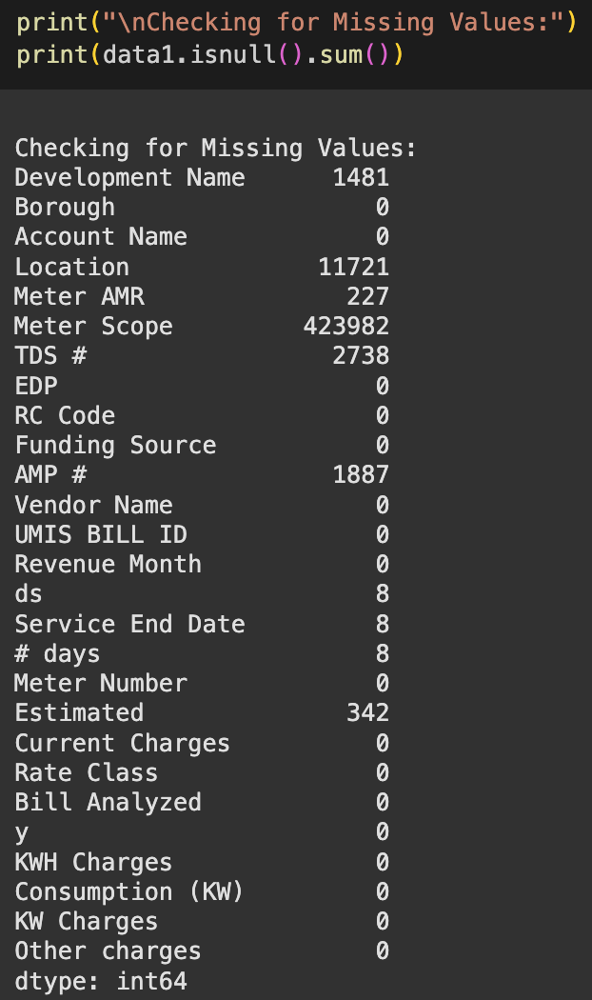 print("\nChecking for Missing Values:")
print(data1.isnull().sum())
Checking for Missing Values:
Development Name 1481
Borough 0
Account Name 0
Location 11721
Meter AMR 227
Meter Scope 423982
TDS # 2738
EDP 0
RC Code 0
Funding Source 0
AMP # 1887
Vendor Name 0
UMIS BILL ID 0
Revenue Month 0
ds 8
Service End Date 8
# days 8
Meter Number 0
Estimated 342
Current Charges 0
Rate Class 0
Bill Analyzed 0
y 0
KWH Charges 0
Consumption (KW) 0
KW Charges 0
Other charges 0
dtype: int64